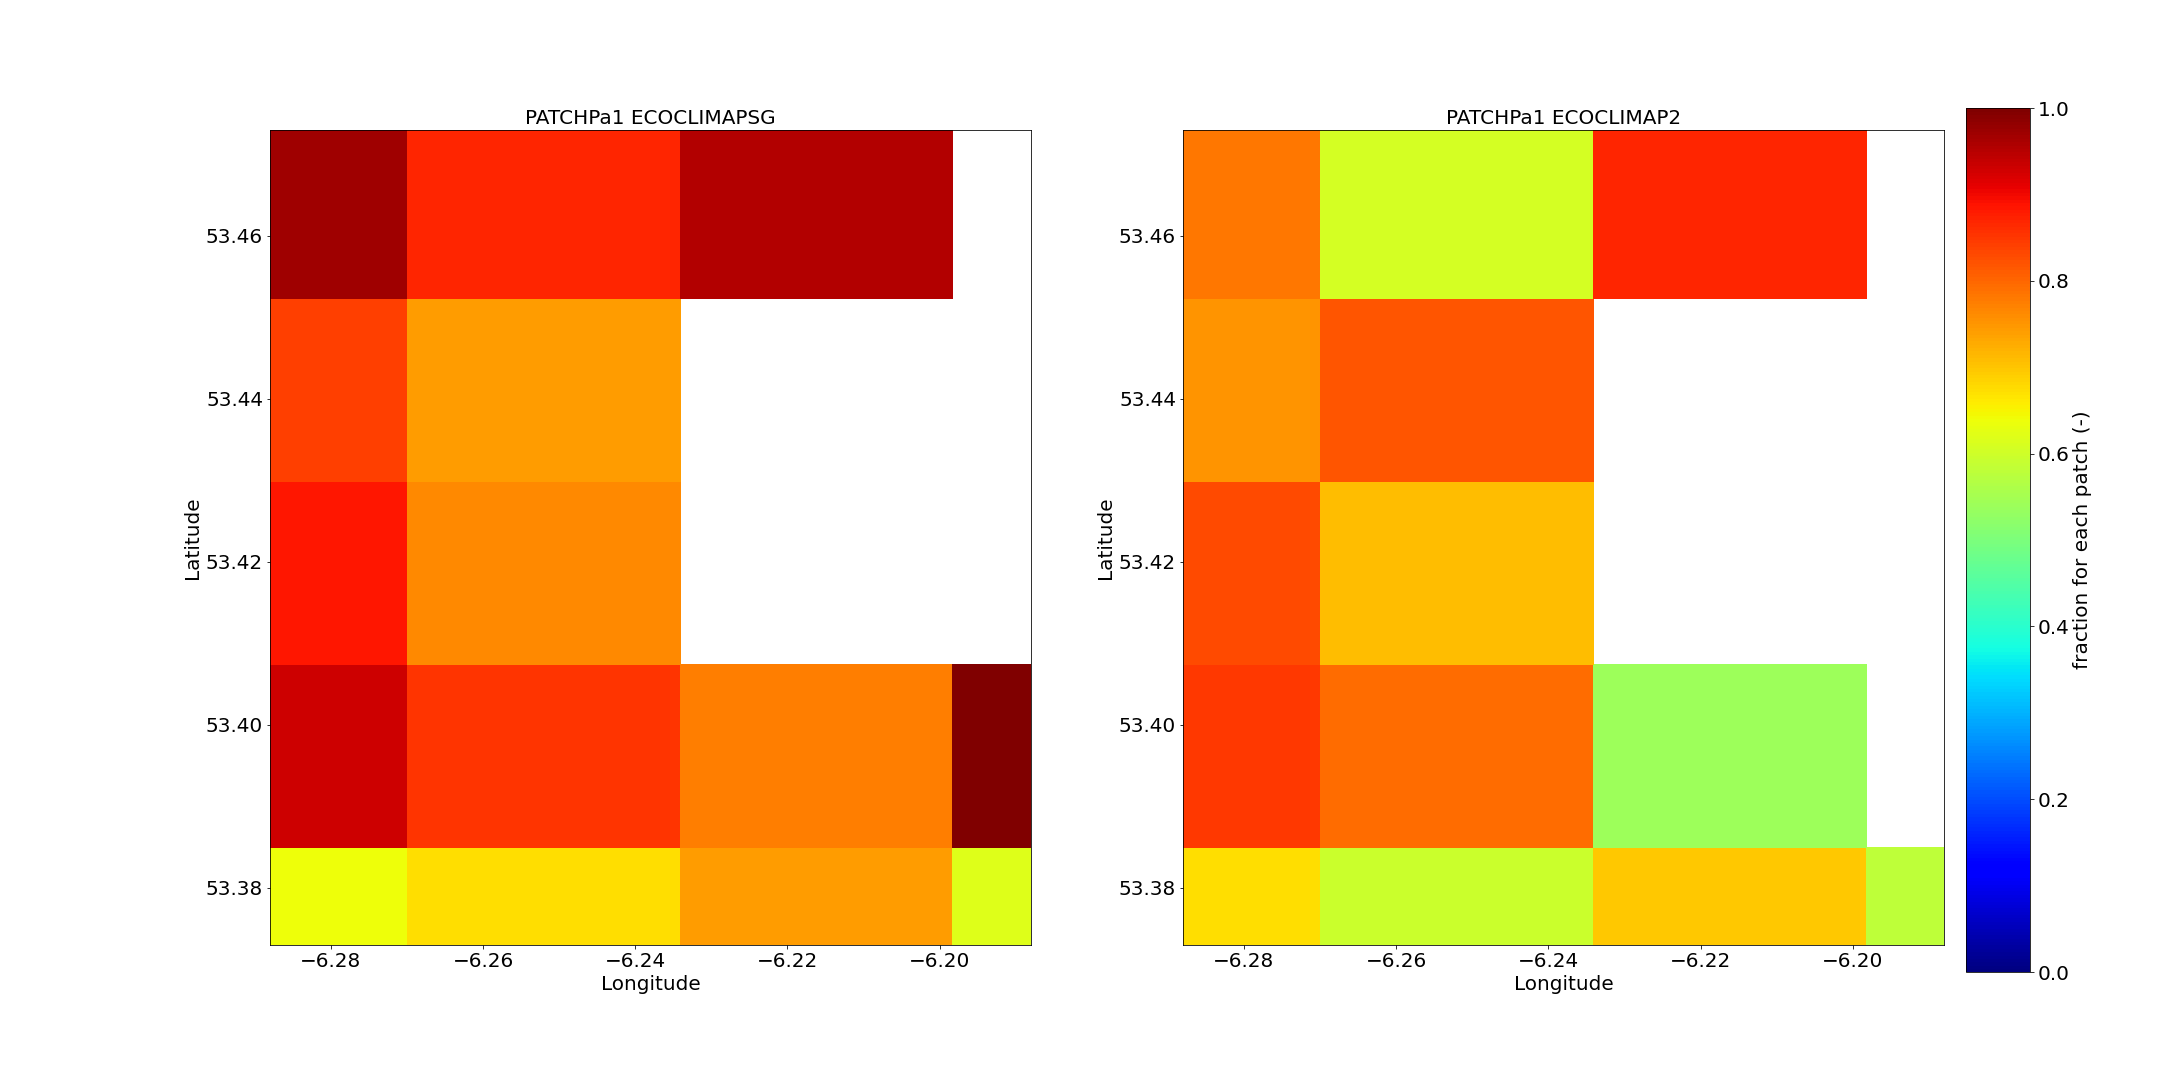 PATCHPa1 ECOCLIMAPSG
53.46
53.44
53.42
53.40
53.38
Latitude
−6.28 −6.26 −6.24 −6.22 −6.20
Longitude
PATCHPa1 ECOCLIMAP2
53.46
53.44
53.42
53.40
53.38
Latitude
−6.28 −6.26 −6.24 −6.22 −6.20
Longitude
1.0
0.8
0.6
0.4
0.2
0.0
fraction for each patch (-)